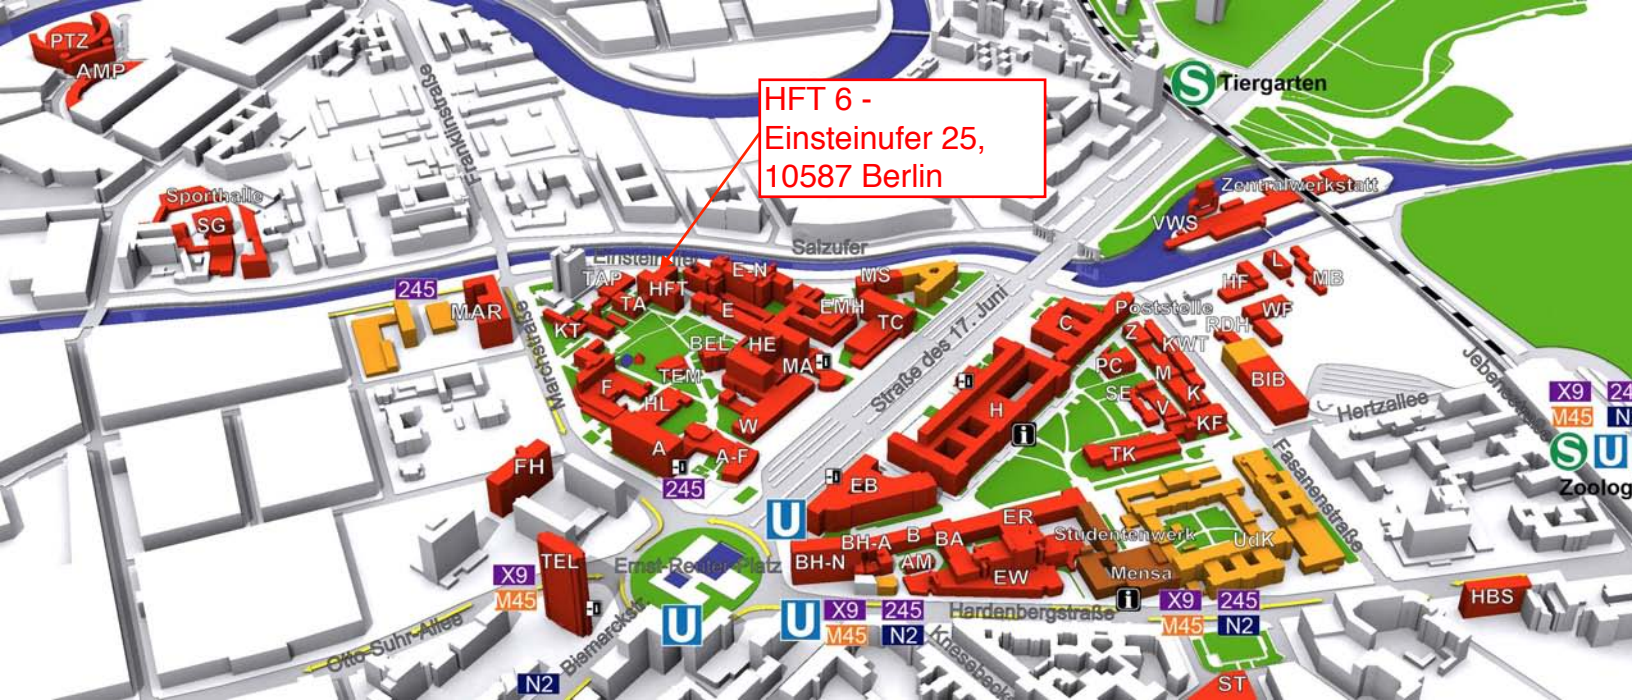 PTZ
AMP
Franklinstraße
HFT 6 -
Einsteinufer 25,
10587 Berlin
S
Tiergarten
Sporthalle
SG
Zentralwerkstatt
VWS
Salzufer
Einsteinufer
245
MAR
TAP
HFT
E-N
MS
TA
KT
E
EMH
TC
L
HF
MB
WF
RDH
Poststelle
C
Z
KWT
BEL
HE
MA
TEM
F
HL
W
A
A-F
245
Marchstraße
Straße des 17. Juni
H
i
PC
M
SE
K
V
KF
TK
BIB
Hertzallee
Jebensstraße
X9
24
M45
N
S
U
Zoolog
Fasanenstraße
FH
TEL
X9
M45
EB
U
Ernst-Reuter-Platz
BH-N
BH-A
B
BA
AM
ER
EW
Studentenwerk
UdK
Mensa
i
HBS
Hardenbergstraße
U
U
X9
245
M45
N2
X9
245
M45
N2
Otto-Suhr-Allee
Bismarckstr.
N2
ST